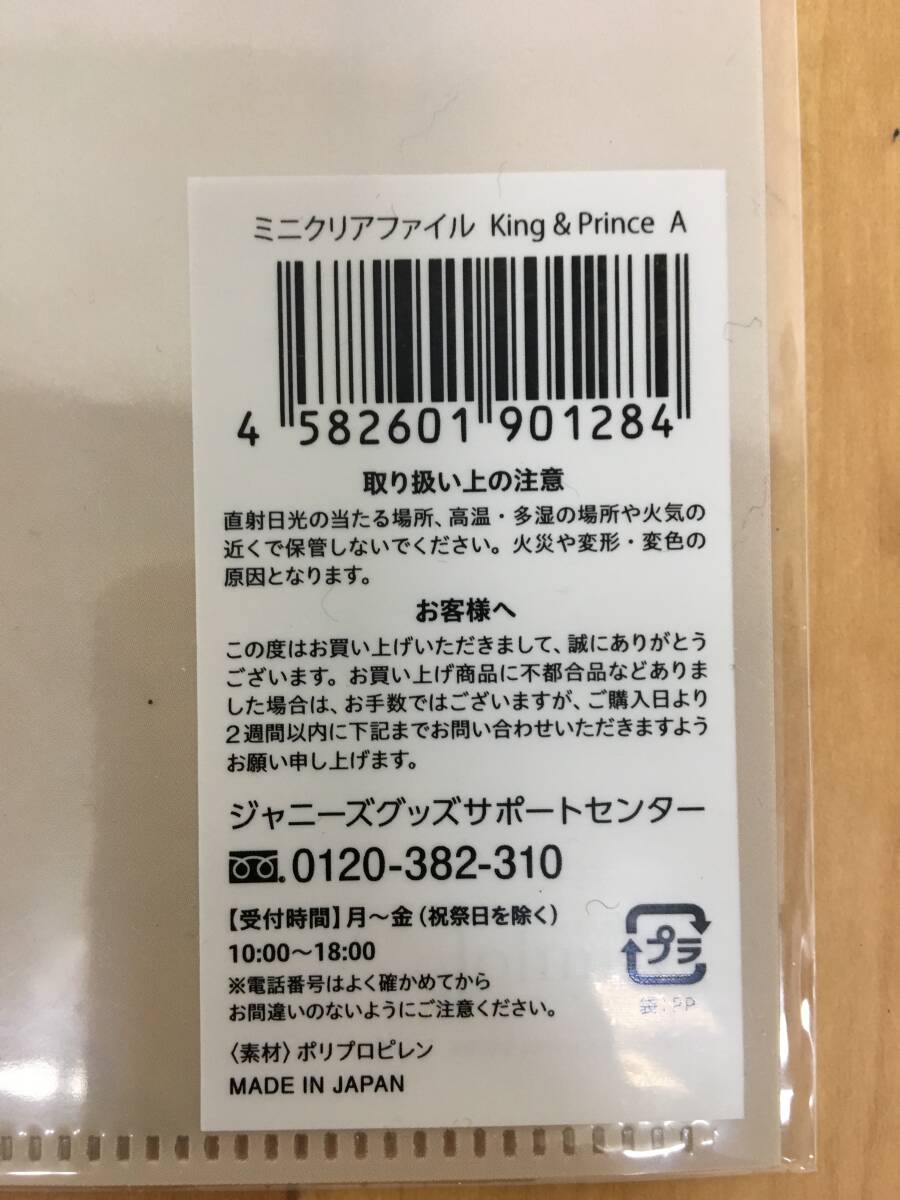 ミニクリアファイル King & Prince A
4 582601 901284
取り扱い上の注意
直射日光の当たる場所、高温・多湿の場所や火気の
近くで保管しないでください。火災や変形・変色の
原因となります。
お客様へ
この度はお買い上げいただきまして、誠にありがとう
ございます。お買い上げ商品に不都合品などありま
した場合は、お手数ではございますが、ご購入日より
2週間以内に下記までお問い合わせいただきますよう
お願い申し上げます。
ジャニーズグッズサポートセンター
0120-382-310
【受付時間】月〜金（祝祭日を除く）
10:00〜18:00
※電話番号はよく確かめてから
お間違いのないようにご注意ください。
プラ
袋:PP
〈素材〉ポリプロピレン
MADE IN JAPAN